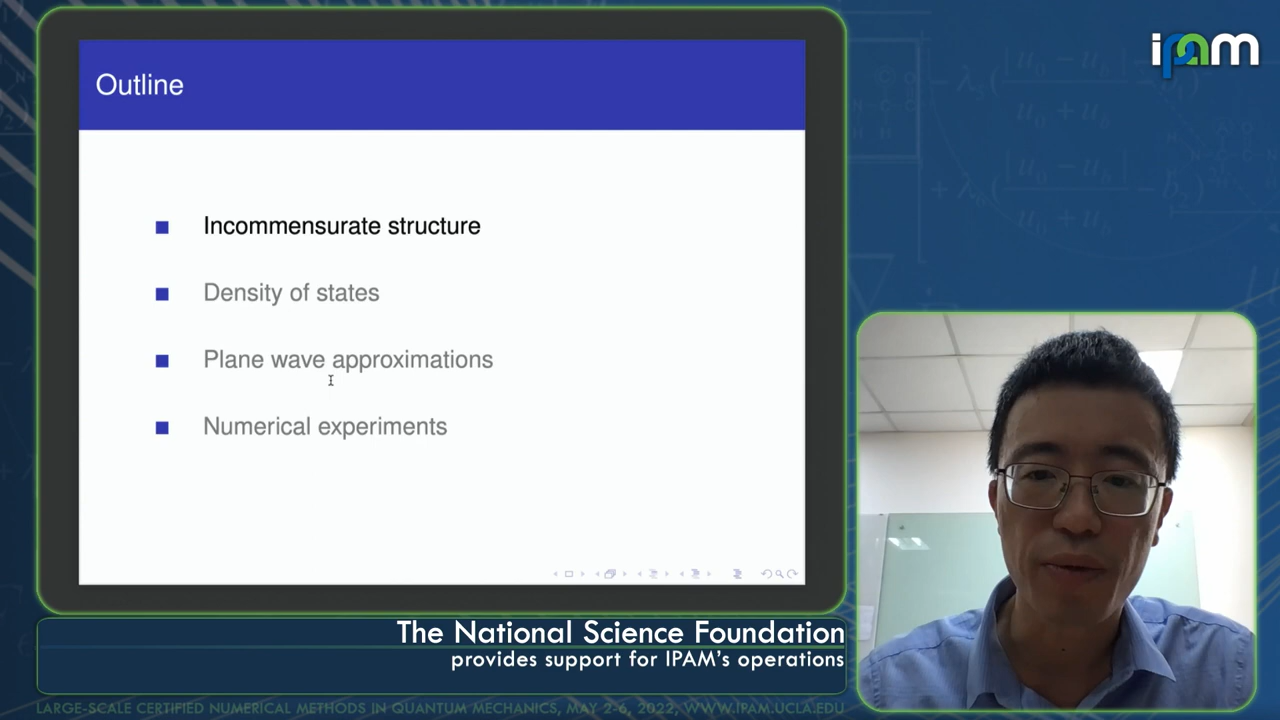 Outline
ipam
Incommensurate structure
Density of states
Plane wave approximations
Numerical experiments
The National Science Foundation
provides support for IPAM's operations
LARGE-SCALE CERTIFIED NUMERICAL METHODS IN QUANTUM MECHANICS, MAY 2-6, 2022, WWW.IPAM.UCLA.EDU